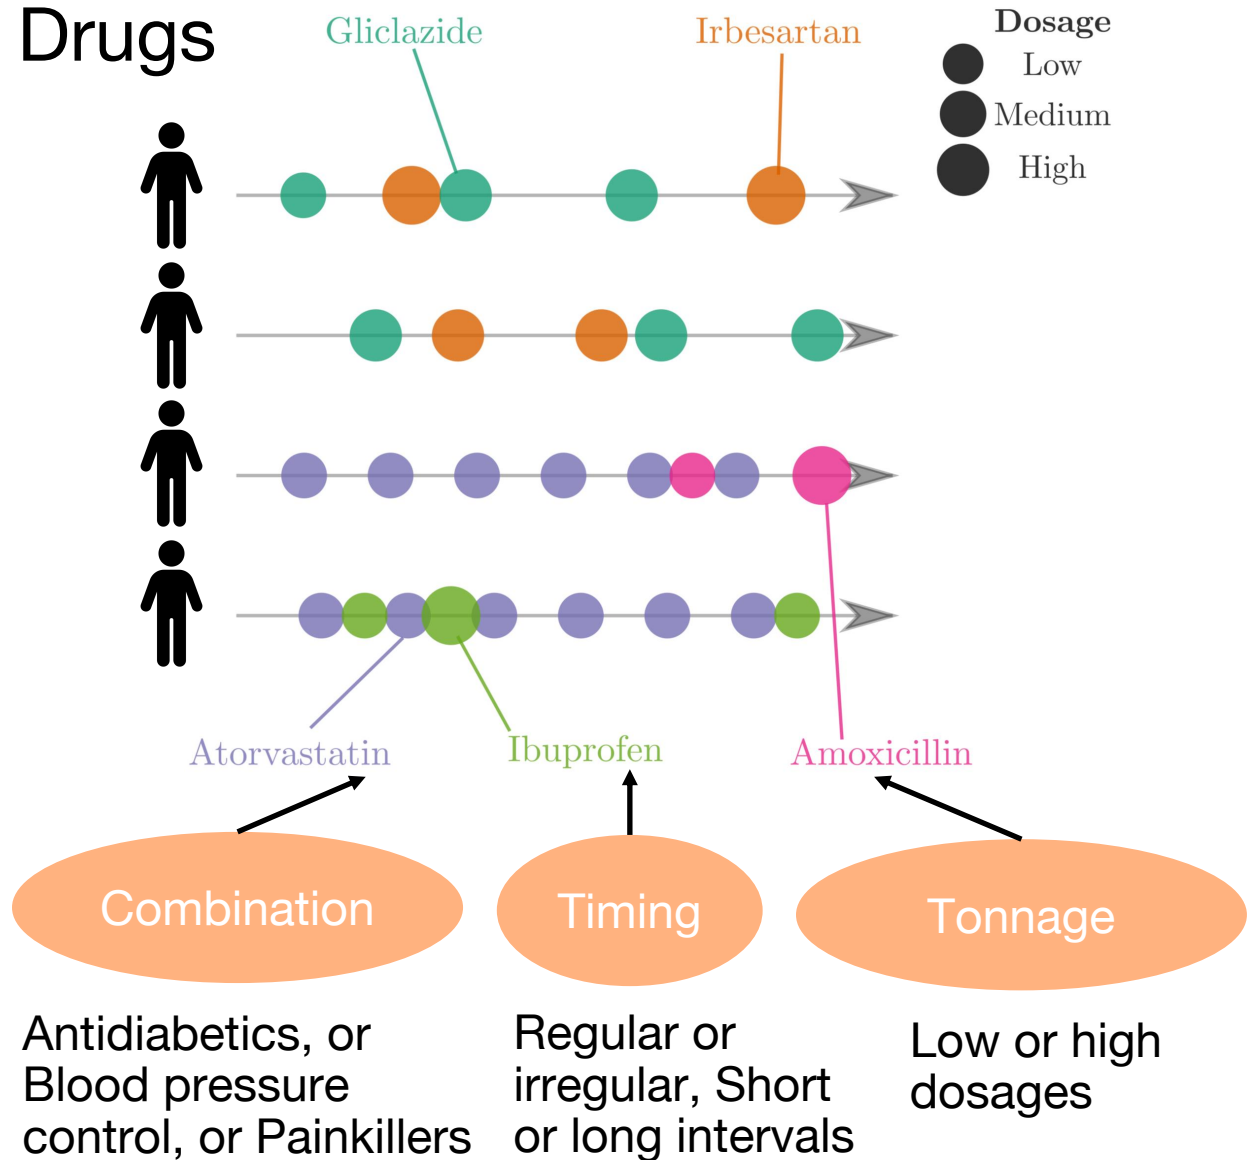 Drugs
Gliclazide
Irbesartan
Dosage
Low
Medium
High
Atorvastatin
Ibuprofen
Amoxicillin
Combination
Timing
Tonnage
Antidiabetics, or
Blood pressure
control, or Painkillers
Regular or
irregular, Short
or long intervals
Low or high
dosages